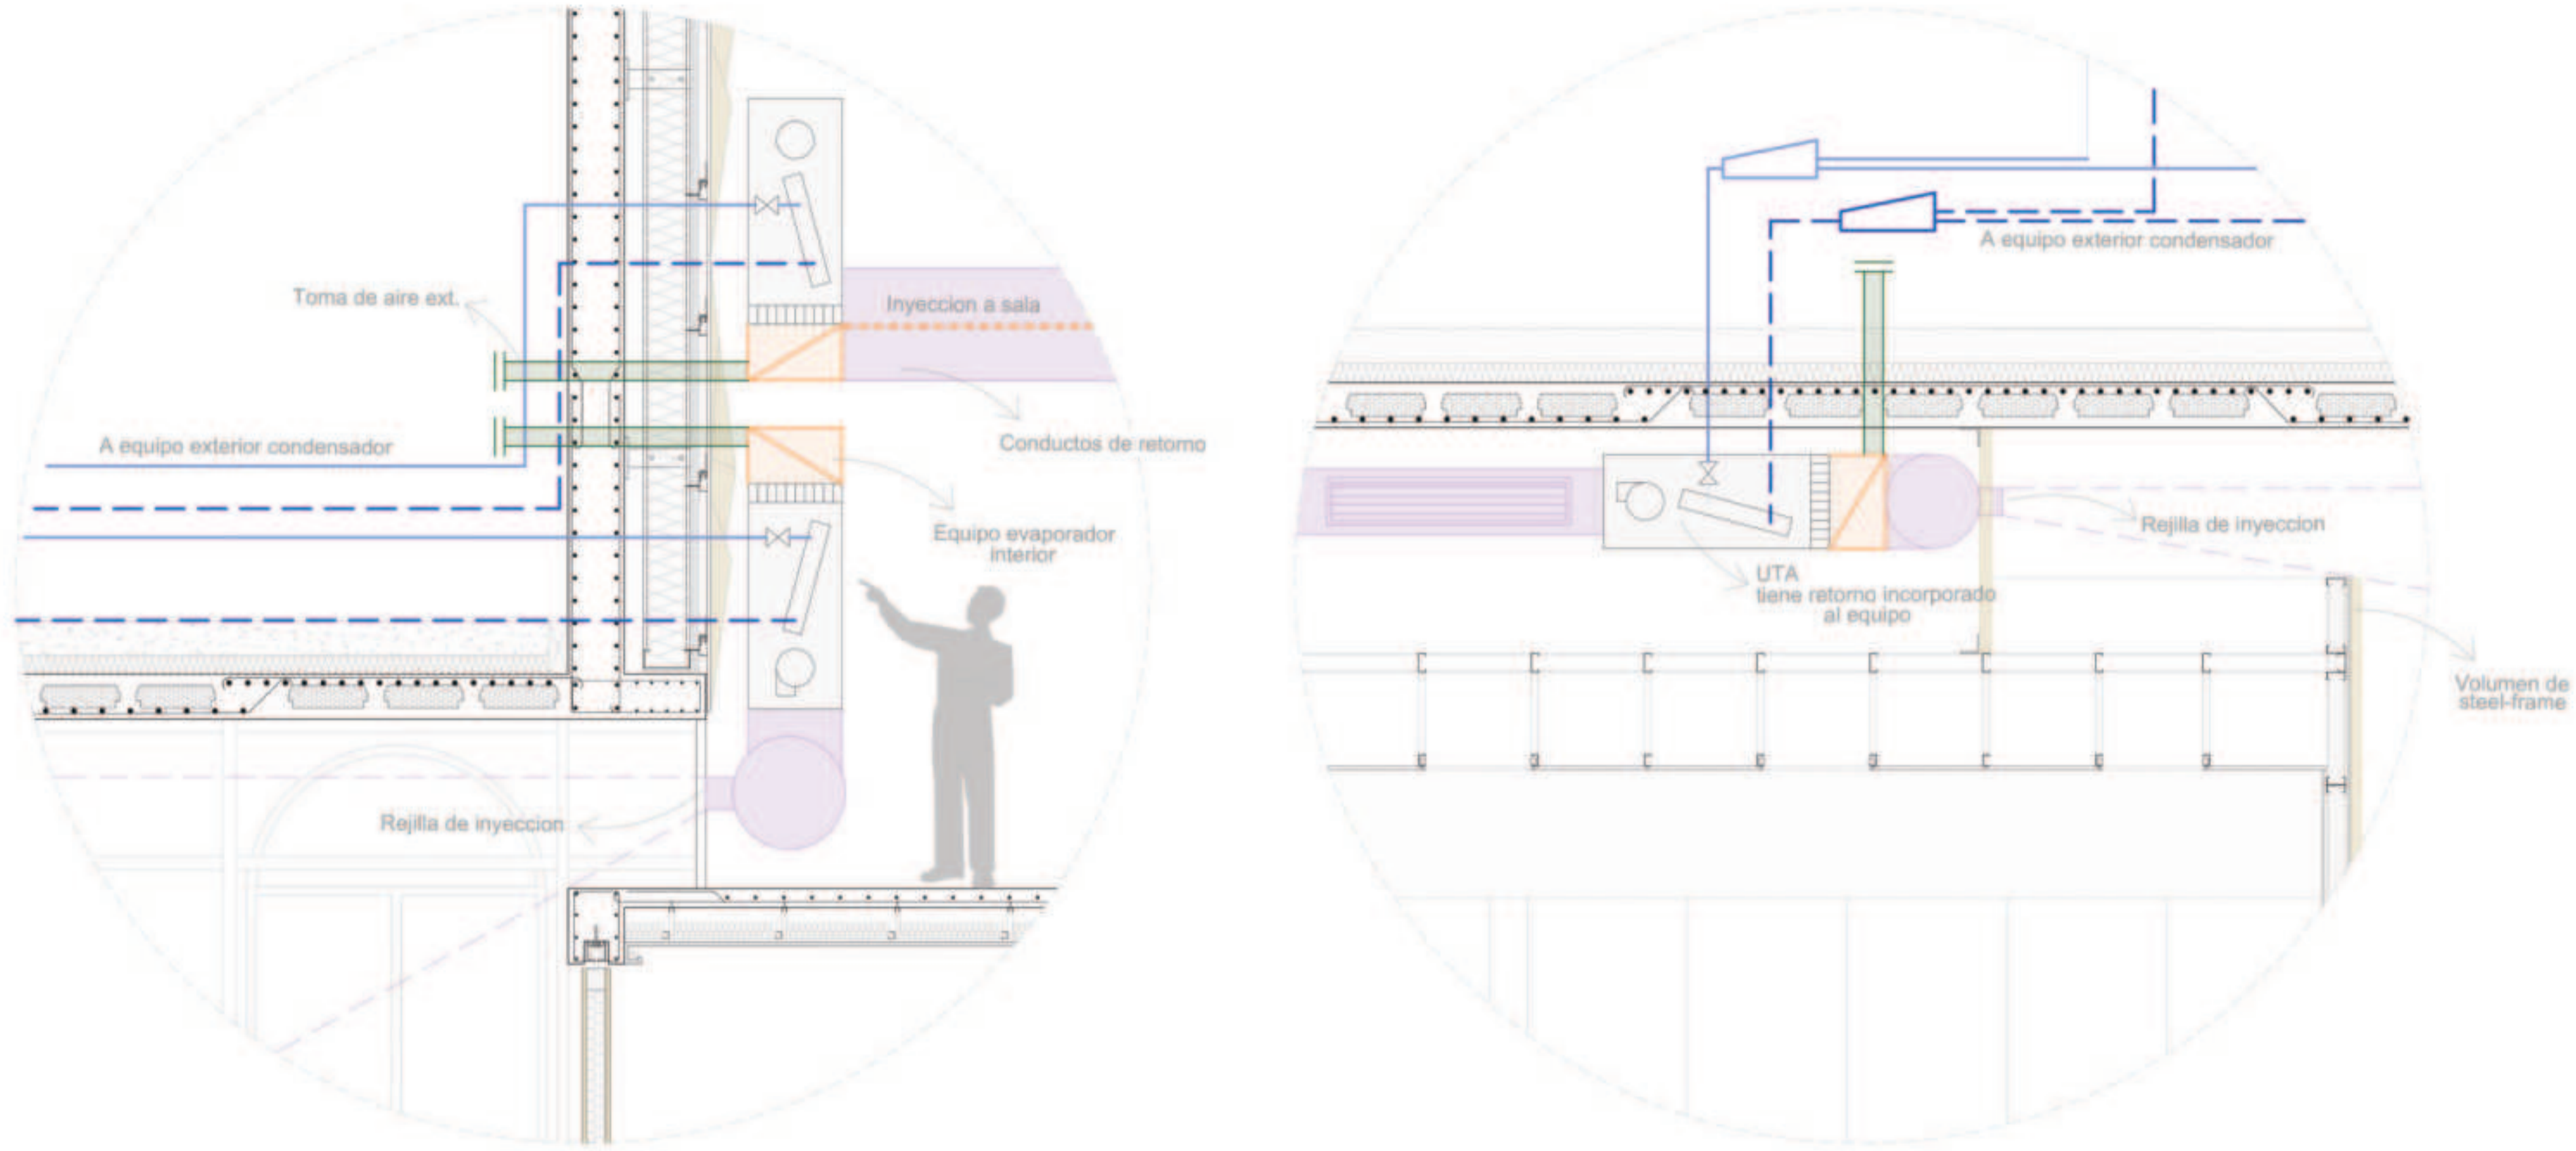 Toma de aire ext.
Inyeccion a sala
A equipo exterior condensador
Conductos de retorno
Equipo evaporador
interior
Rejilla de inyeccion
A equipo exterior condensador
Rejilla de inyeccion
UTA
tiene retorno incorporado
al equipo
Volumen de
steel-frame